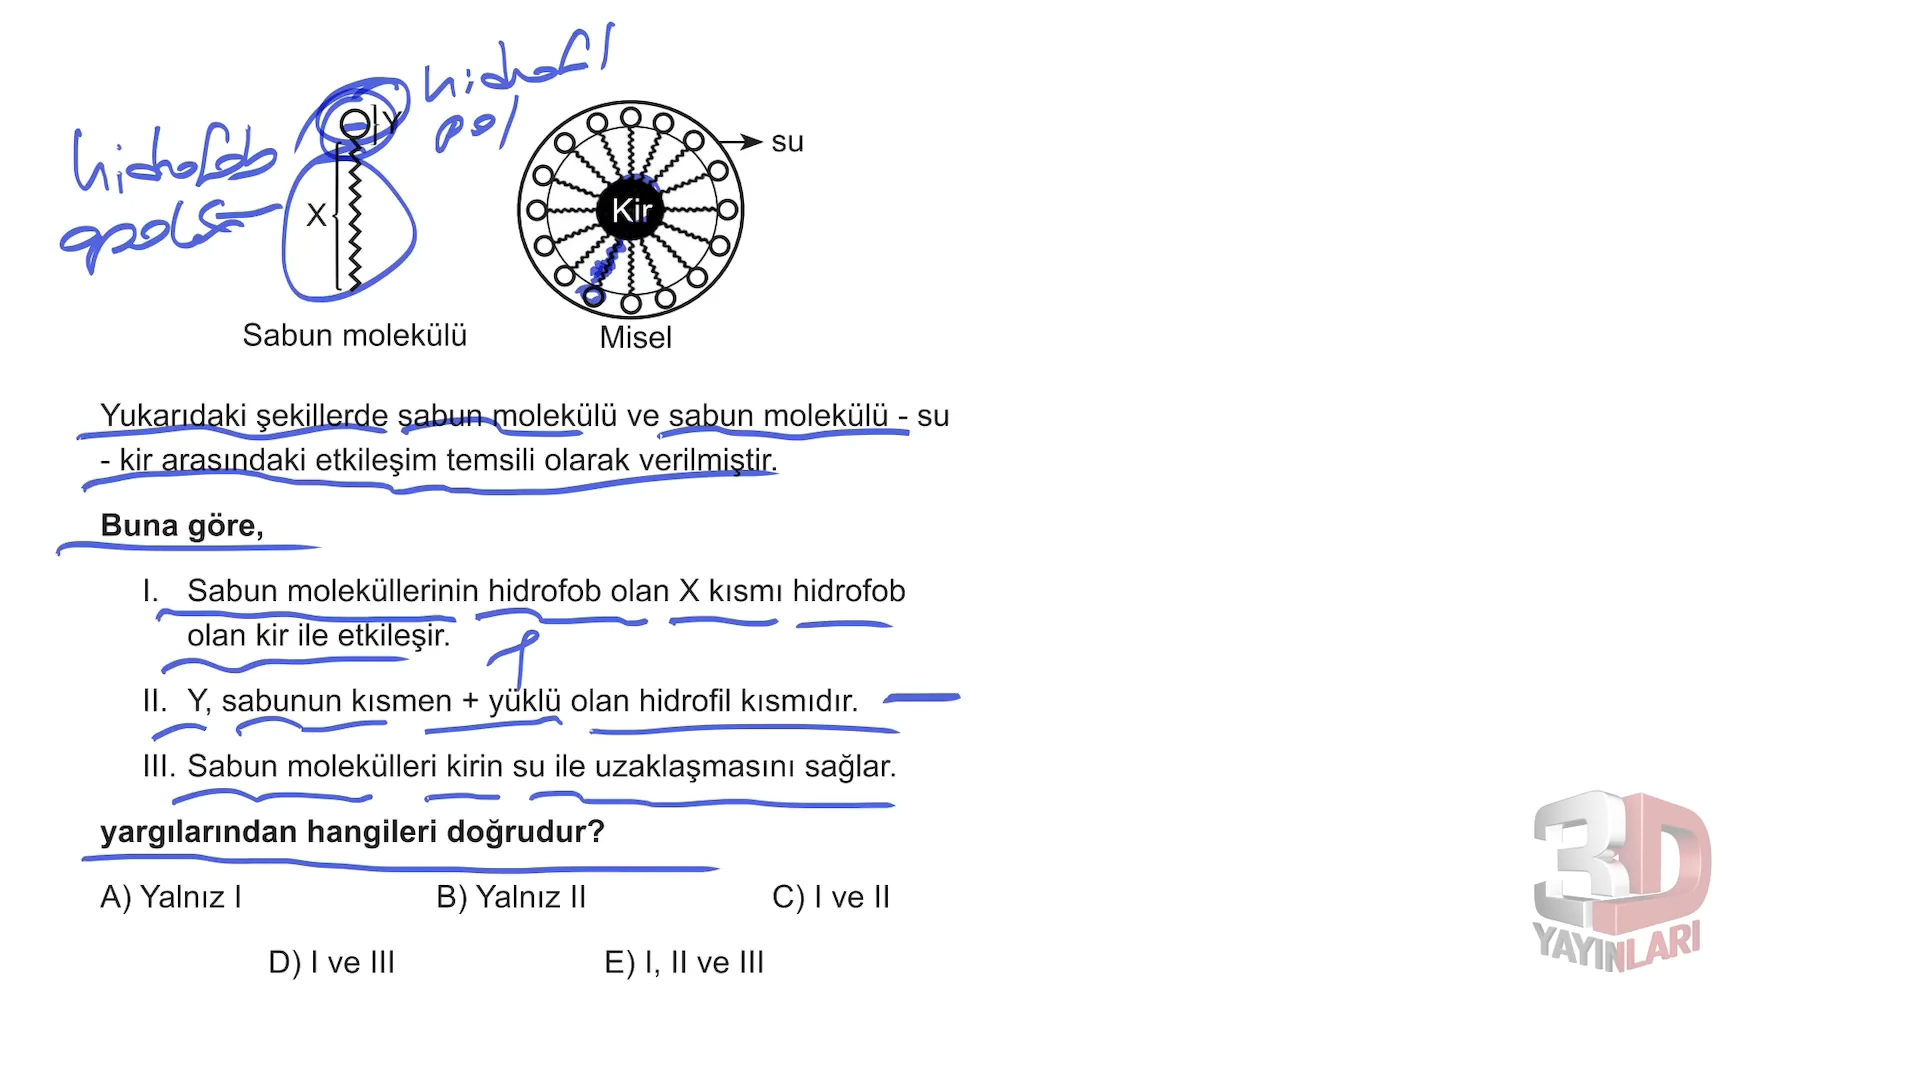 hidrofil
pol
hidrofob
apolar
Y
X
su
Kir
Sabun molekülü
Misel
Yukarıdaki şekillerde sabun molekülü ve sabun molekülü - su
- kir arasındaki etkileşim temsili olarak verilmiştir.
Buna göre,
I. Sabun moleküllerinin hidrofob olan X kısmı hidrofob
olan kir ile etkileşir.
II. Y, sabunun kısmen + yüklü olan hidrofil kısmıdır.
III. Sabun molekülleri kirin su ile uzaklaşmasını sağlar.
yargılarından hangileri doğrudur?
A) Yalnız I B) Yalnız II C) I ve II
D) I ve III E) I, II ve III
3D
YAYINLARI